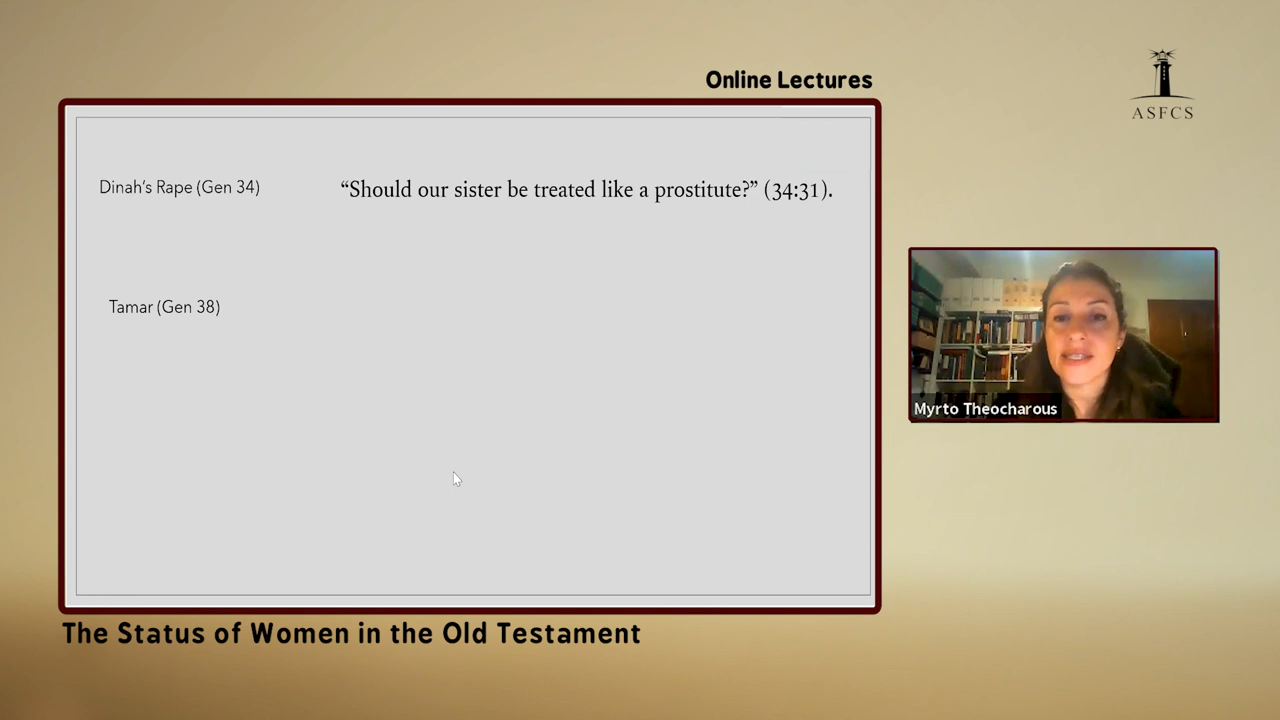 Online Lectures
ASFCS
Dinah’s Rape (Gen 34)
“Should our sister be treated like a prostitute?” (34:31).
Tamar (Gen 38)
Myrto Theocharous
The Status of Women in the Old Testament